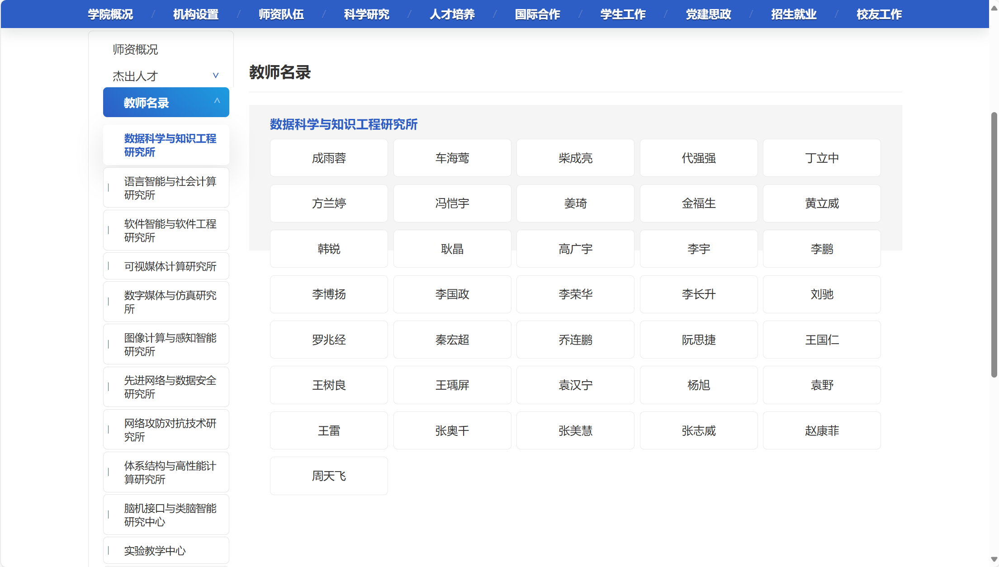 学院概况 / 机构设置 / 师资队伍 / 科学研究 / 人才培养 / 国际合作 / 学生工作 / 党建思政 / 招生就业 / 校友工作
师资概况
杰出人才
教师名录
数据科学与知识工程
研究所
语言智能与社会计算
研究所
软件智能与软件工程
研究所
可视媒体计算研究所
数字媒体与仿真研究
所
图像计算与感知智能
研究所
先进网络与数据安全
研究所
网络攻防对抗技术研
究所
体系结构与高性能计
算研究所
脑机接口与类脑智能
研究中心
实验教学中心
教师名录
数据科学与知识工程研究所
成雨蓉 车海莺 柴成亮 代强强 丁立中
方兰婷 冯恺宇 姜琦 金福生 黄立威
韩锐 耿晶 高广宇 李宇 李鹏
李博扬 李国政 李荣华 李长升 刘驰
罗兆经 秦宏超 乔连鹏 阮思捷 王国仁
王树良 王瑀屏 袁汉宁 杨旭 袁野
王雷 张奥千 张美慧 张志威 赵康菲
周天飞